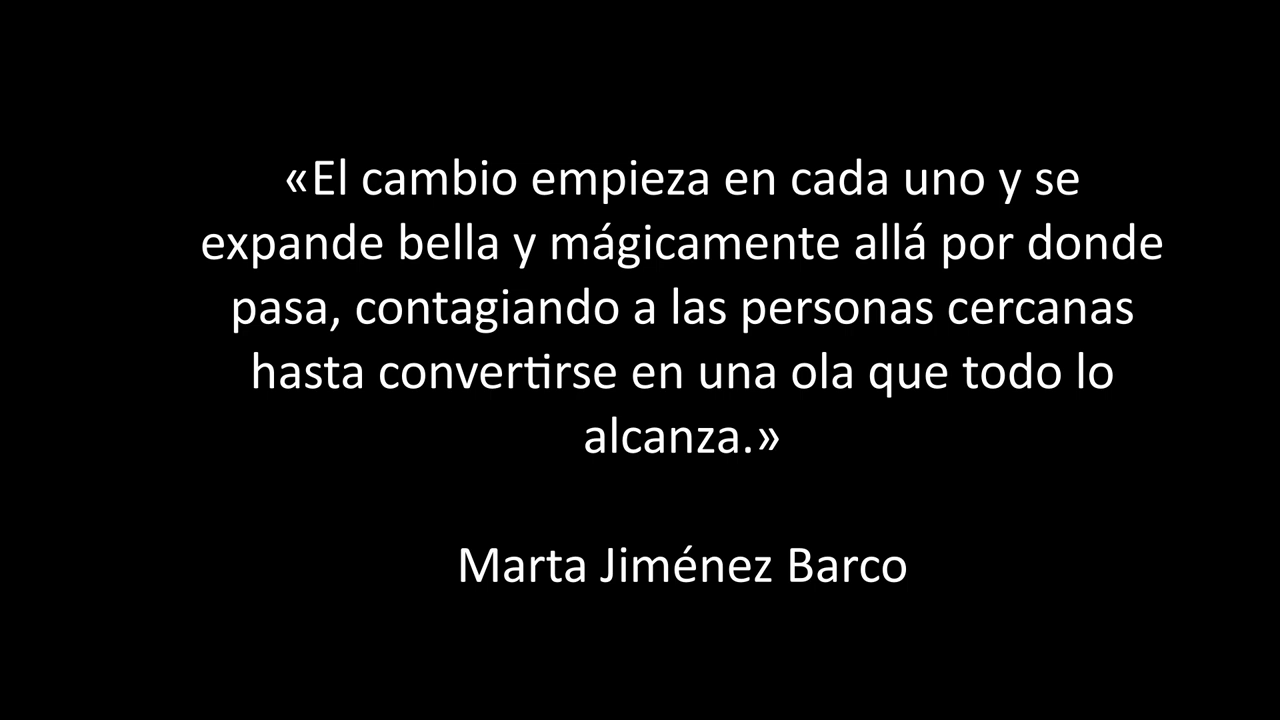 «El cambio empieza en cada uno y se
expande bella y mágicamente allá por donde
pasa, contagiando a las personas cercanas
hasta convertirse en una ola que todo lo
alcanza.»
Marta Jiménez Barco